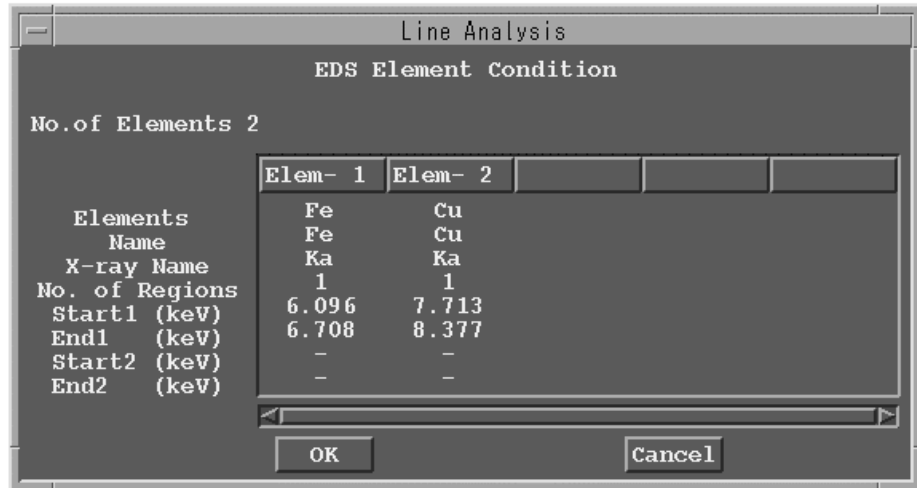 Line Analysis
EDS Element Condition
No.of Elements 2
Elem- 1 Elem- 2
Elements Fe Cu
Name Fe Cu
X-ray Name Ka Ka
No. of Regions 1 1
Start1 (keV) 6.096 7.713
End1 (keV) 6.708 8.377
Start2 (keV) – –
End2 (keV) – –
OK Cancel